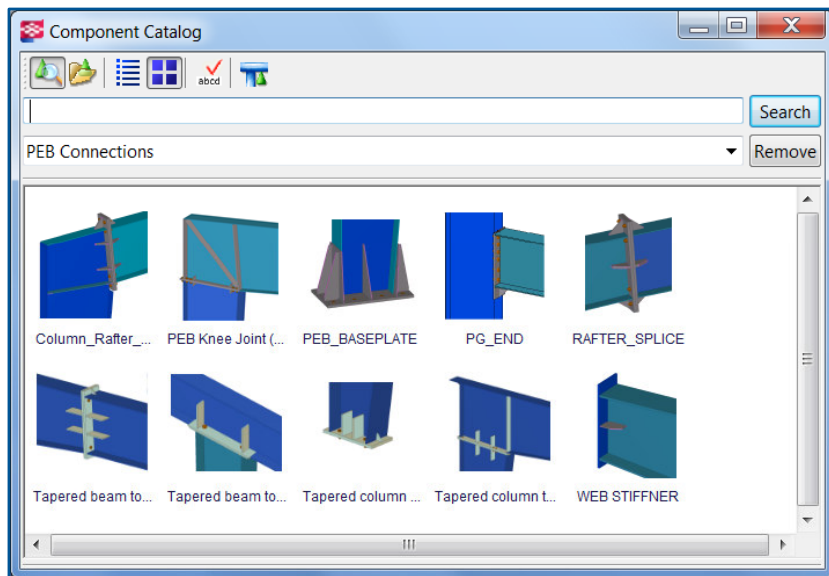 Component Catalog
abcd
Search
PEB Connections
Remove
Column_Rafter_... PEB Knee Joint (... PEB_BASEPLATE PG_END RAFTER_SPLICE
Tapered beam to... Tapered beam to... Tapered column ... Tapered column t... WEB STIFFNER